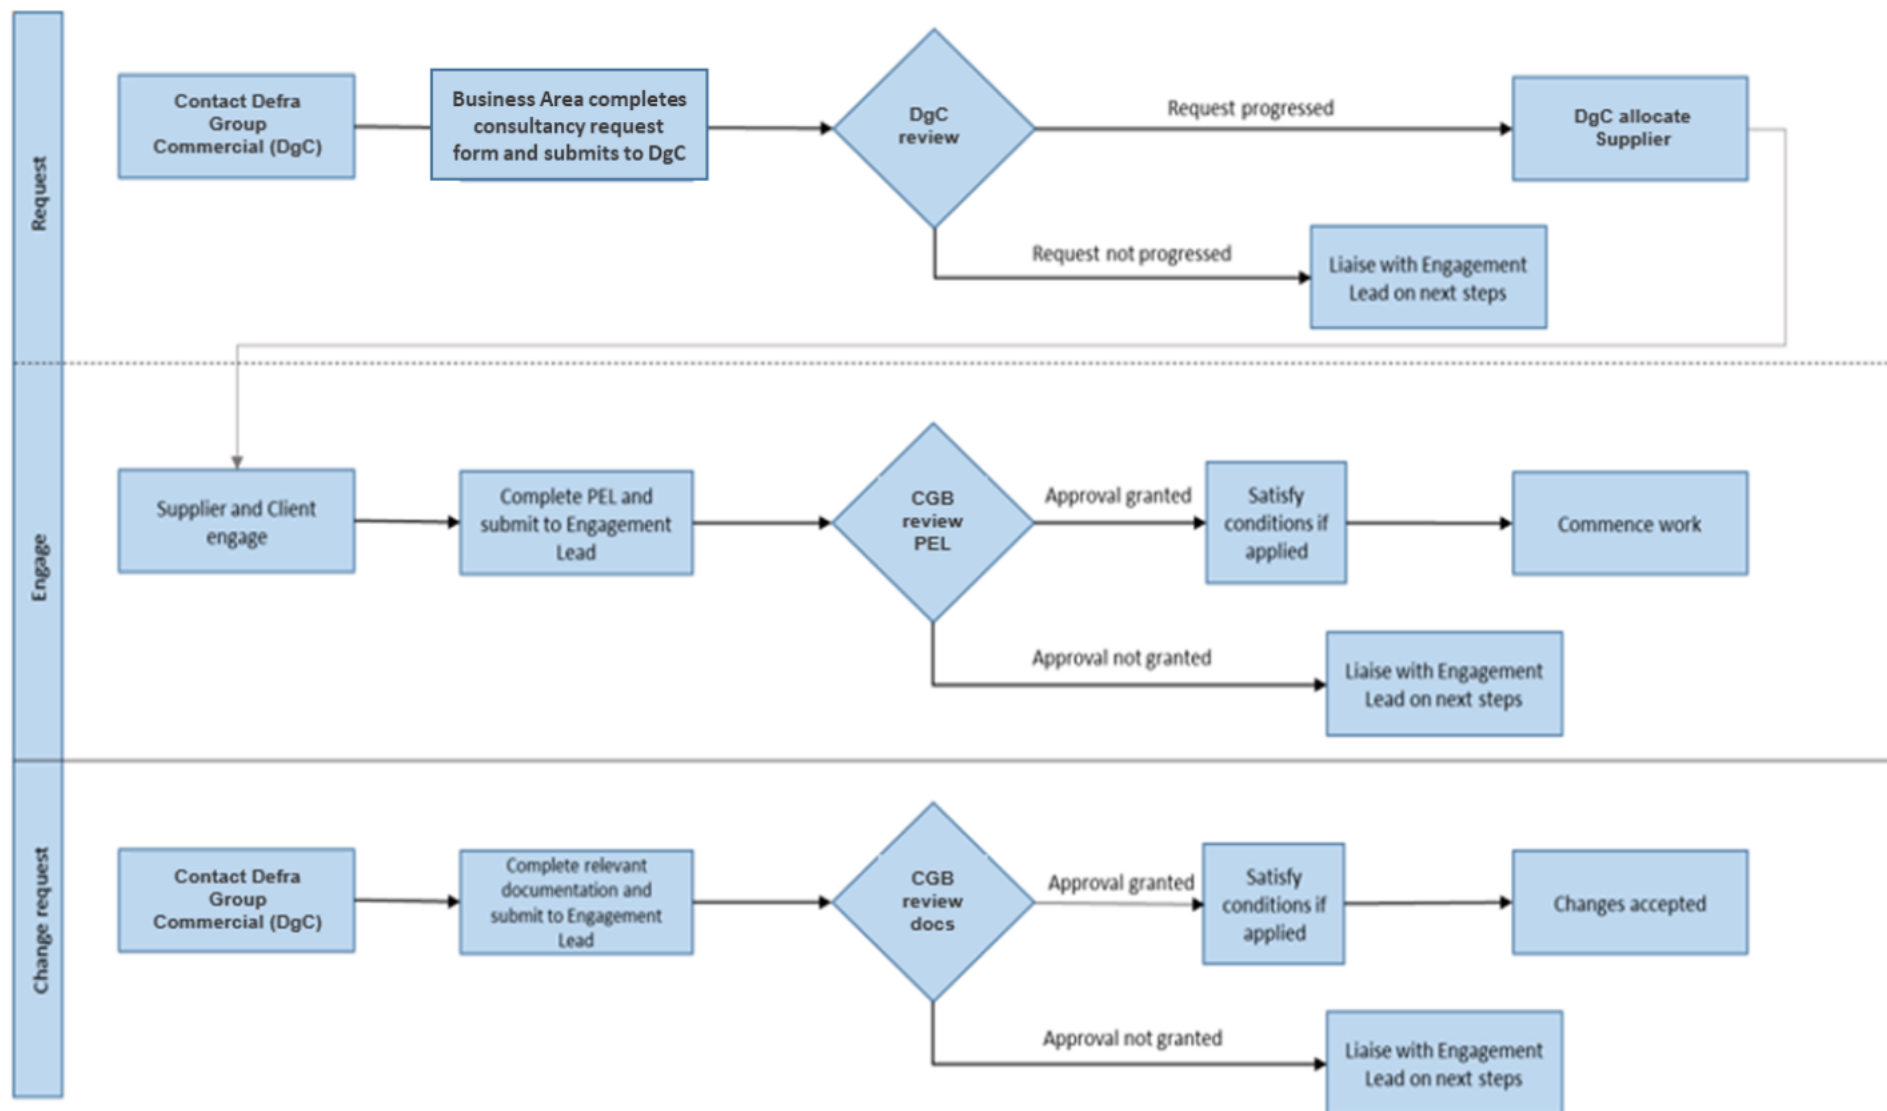 Request
Contact Defra
Group
Commercial (DgC)
Business Area completes
consultancy request
form and submits to DgC
DgC
review
Request progressed
DgC allocate
Supplier
Request not progressed
Liaise with Engagement
Lead on next steps
Engage
Supplier and Client
engage
Complete PEL and
submit to Engagement
Lead
CGB
review
PEL
Approval granted
Satisfy
conditions if
applied
Commence work
Approval not granted
Liaise with Engagement
Lead on next steps
Change request
Contact Defra
Group
Commercial (DgC)
Complete relevant
documentation and
submit to Engagement
Lead
CGB
review
docs
Approval granted
Satisfy
conditions if
applied
Changes accepted
Approval not granted
Liaise with Engagement
Lead on next steps